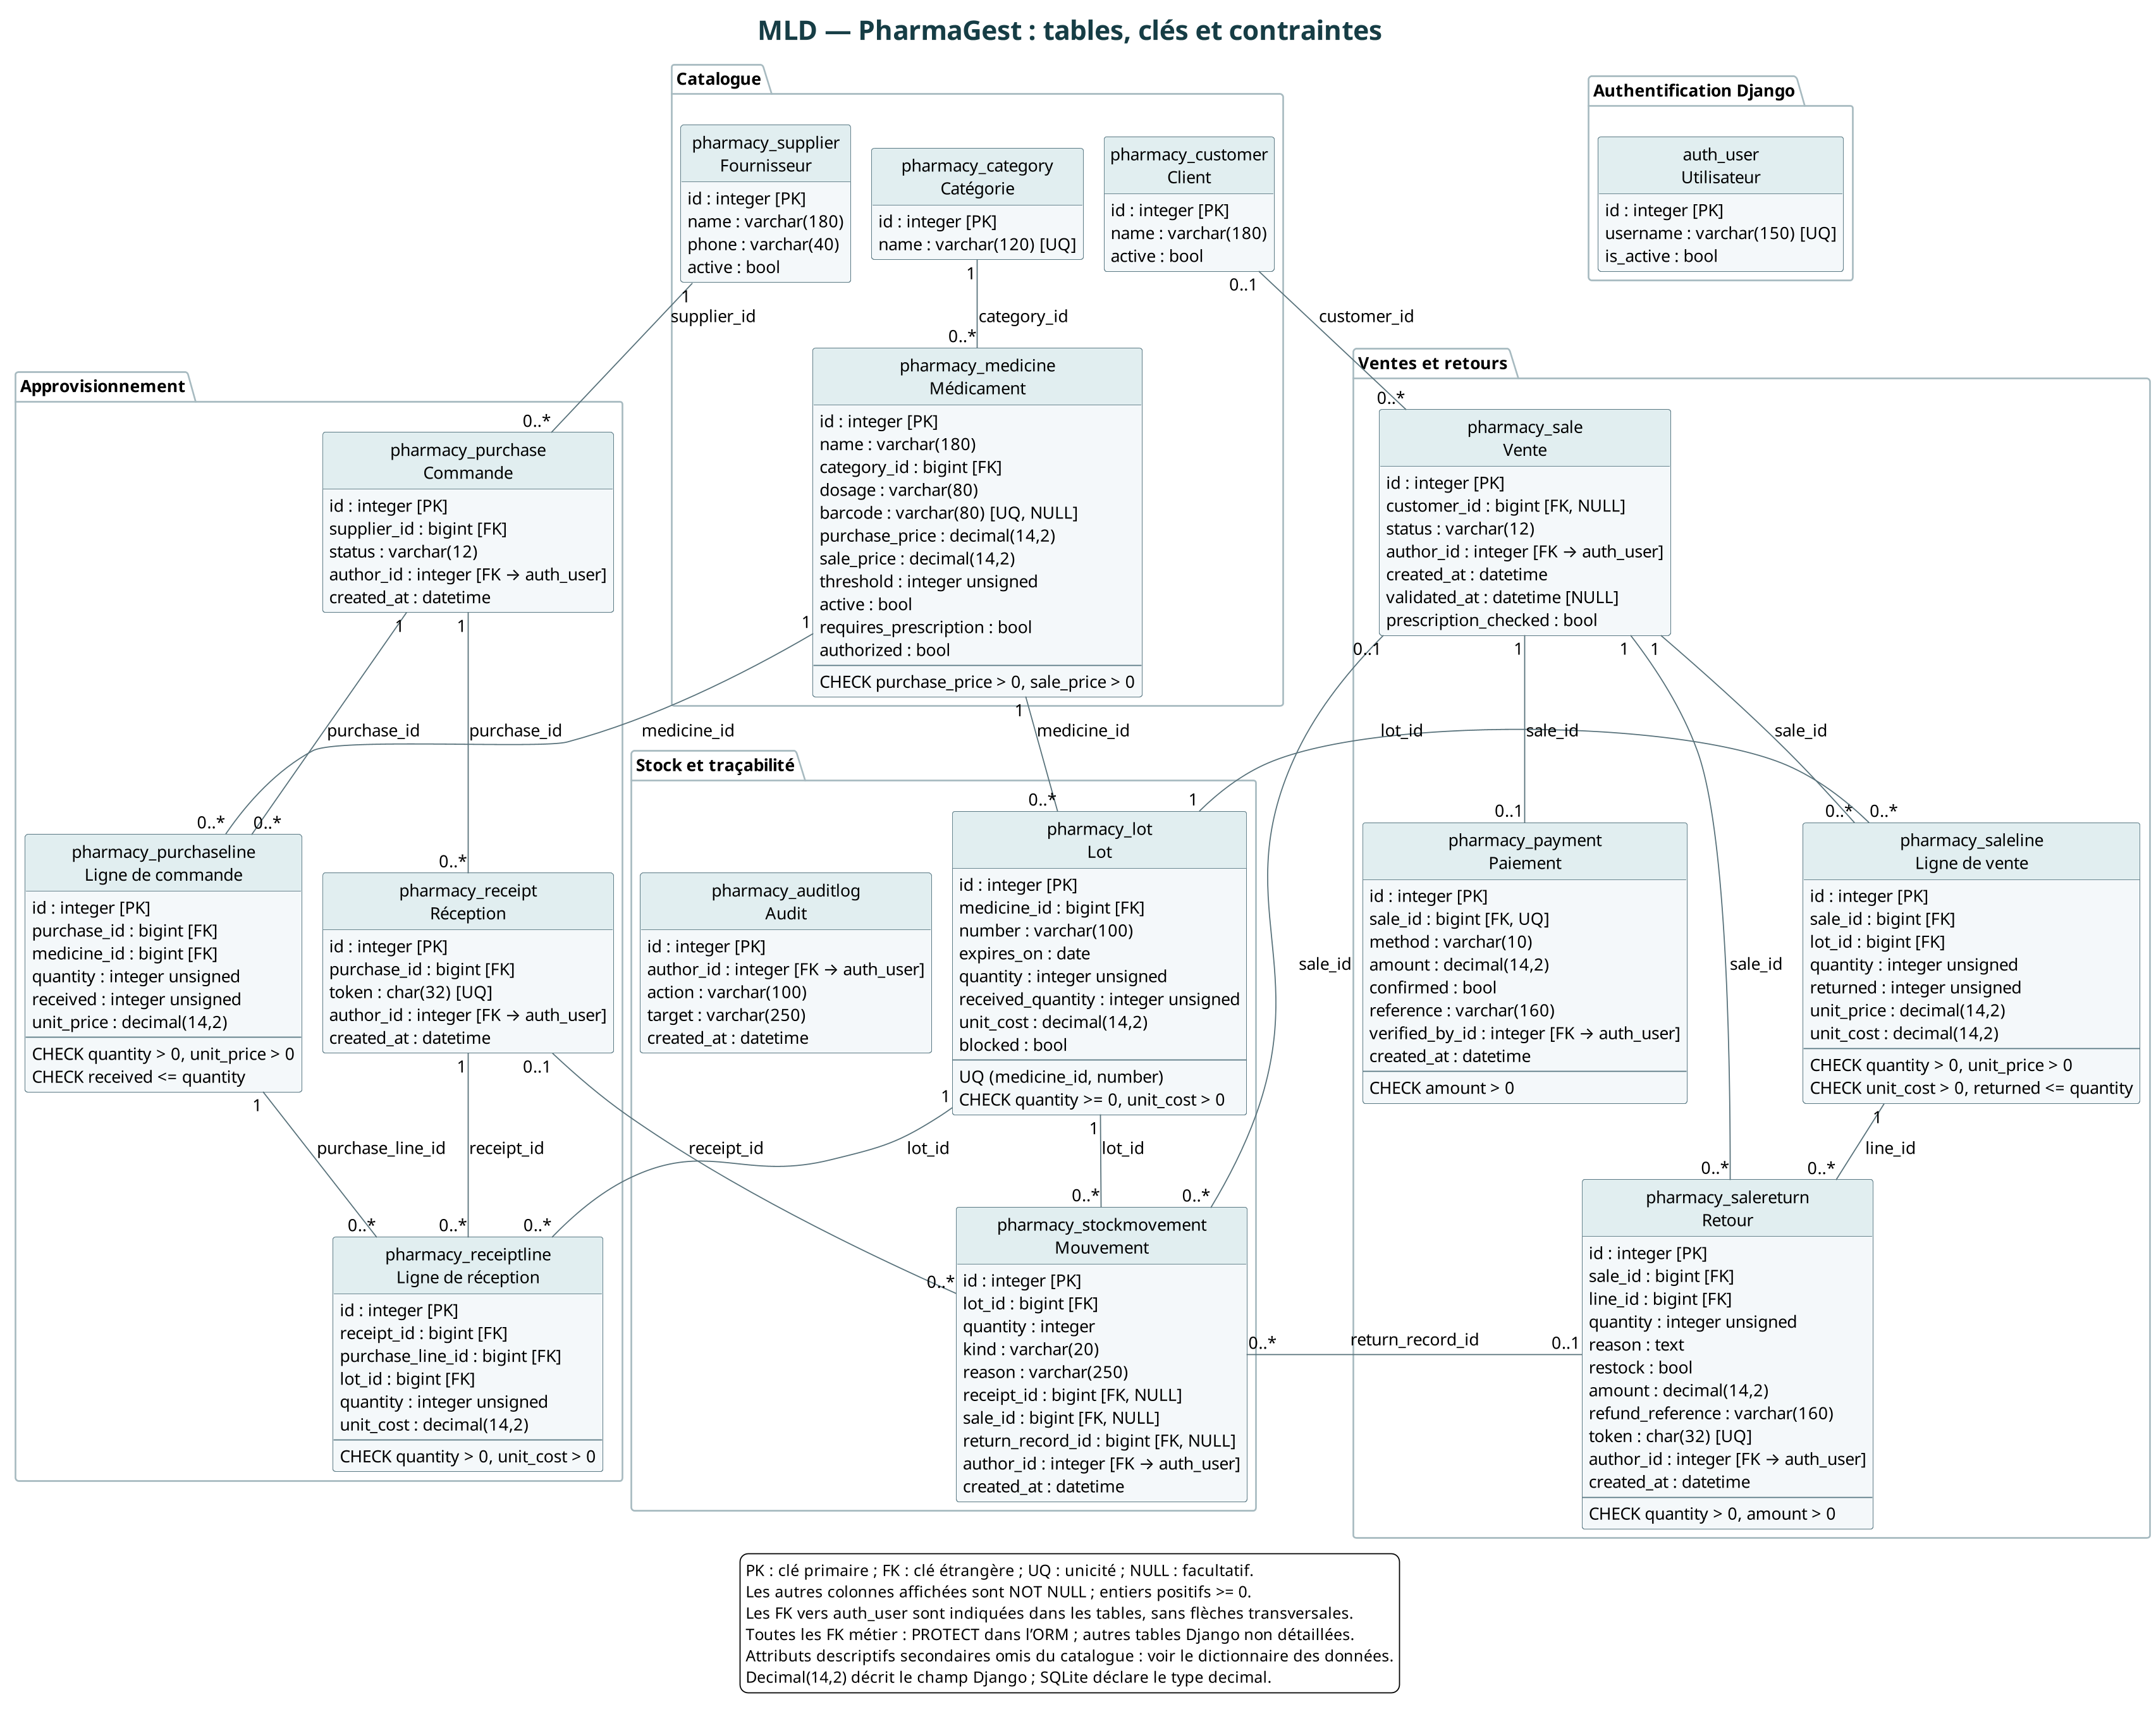 MLD — PharmaGest : tables, clés et contraintes
Catalogue
pharmacy_supplier
Fournisseur
id : integer [PK]
name : varchar(180)
phone : varchar(40)
active : bool
pharmacy_category
Catégorie
id : integer [PK]
name : varchar(120) [UQ]
pharmacy_customer
Client
id : integer [PK]
name : varchar(180)
active : bool
Authentification Django
auth_user
Utilisateur
id : integer [PK]
username : varchar(150) [UQ]
is_active : bool
1
supplier_id
0..*
1
category_id
0..*
0..1
customer_id
0..*
pharmacy_medicine
Médicament
id : integer [PK]
name : varchar(180)
category_id : bigint [FK]
dosage : varchar(80)
barcode : varchar(80) [UQ, NULL]
purchase_price : decimal(14,2)
sale_price : decimal(14,2)
threshold : integer unsigned
active : bool
requires_prescription : bool
authorized : bool
CHECK purchase_price > 0, sale_price > 0
Approvisionnement
pharmacy_purchase
Commande
id : integer [PK]
supplier_id : bigint [FK]
status : varchar(12)
author_id : integer [FK → auth_user]
created_at : datetime
1
purchase_id
0..*
1
purchase_id
0..*
1
medicine_id
0..*
1
medicine_id
0..*
pharmacy_purchaseline
Ligne de commande
id : integer [PK]
purchase_id : bigint [FK]
medicine_id : bigint [FK]
quantity : integer unsigned
received : integer unsigned
unit_price : decimal(14,2)
CHECK quantity > 0, unit_price > 0
CHECK received <= quantity
pharmacy_receipt
Réception
id : integer [PK]
purchase_id : bigint [FK]
token : char(32) [UQ]
author_id : integer [FK → auth_user]
created_at : datetime
1
purchase_line_id
0..*
1
receipt_id
0..*
0..1
receipt_id
0..*
1
lot_id
0..*
pharmacy_receiptline
Ligne de réception
id : integer [PK]
receipt_id : bigint [FK]
purchase_line_id : bigint [FK]
lot_id : bigint [FK]
quantity : integer unsigned
unit_cost : decimal(14,2)
CHECK quantity > 0, unit_cost > 0
Stock et traçabilité
pharmacy_auditlog
Audit
id : integer [PK]
author_id : integer [FK → auth_user]
action : varchar(100)
target : varchar(250)
created_at : datetime
pharmacy_lot
Lot
id : integer [PK]
medicine_id : bigint [FK]
number : varchar(100)
expires_on : date
quantity : integer unsigned
received_quantity : integer unsigned
unit_cost : decimal(14,2)
blocked : bool
UQ (medicine_id, number)
CHECK quantity >= 0, unit_cost > 0
1
lot_id
0..*
pharmacy_stockmovement
Mouvement
id : integer [PK]
lot_id : bigint [FK]
quantity : integer
kind : varchar(20)
reason : varchar(250)
receipt_id : bigint [FK, NULL]
sale_id : bigint [FK, NULL]
return_record_id : bigint [FK, NULL]
author_id : integer [FK → auth_user]
created_at : datetime
Ventes et retours
pharmacy_sale
Vente
id : integer [PK]
customer_id : bigint [FK, NULL]
status : varchar(12)
author_id : integer [FK → auth_user]
created_at : datetime
validated_at : datetime [NULL]
prescription_checked : bool
0..1
sale_id
0..*
1
sale_id
0..1
1
sale_id
0..*
1
sale_id
0..*
1
lot_id
0..*
pharmacy_payment
Paiement
id : integer [PK]
sale_id : bigint [FK, UQ]
method : varchar(10)
amount : decimal(14,2)
confirmed : bool
reference : varchar(160)
verified_by_id : integer [FK → auth_user]
created_at : datetime
CHECK amount > 0
pharmacy_saleline
Ligne de vente
id : integer [PK]
sale_id : bigint [FK]
lot_id : bigint [FK]
quantity : integer unsigned
returned : integer unsigned
unit_price : decimal(14,2)
unit_cost : decimal(14,2)
CHECK quantity > 0, unit_price > 0
CHECK unit_cost > 0, returned <= quantity
1
line_id
0..*
0..*
return_record_id
0..1
pharmacy_salereturn
Retour
id : integer [PK]
sale_id : bigint [FK]
line_id : bigint [FK]
quantity : integer unsigned
reason : text
restock : bool
amount : decimal(14,2)
refund_reference : varchar(160)
token : char(32) [UQ]
author_id : integer [FK → auth_user]
created_at : datetime
CHECK quantity > 0, amount > 0
PK : clé primaire ; FK : clé étrangère ; UQ : unicité ; NULL : facultatif.
Les autres colonnes affichées sont NOT NULL ; entiers positifs >= 0.
Les FK vers auth_user sont indiquées dans les tables, sans flèches transversales.
Toutes les FK métier : PROTECT dans l’ORM ; autres tables Django non détaillées.
Attributs descriptifs secondaires omis du catalogue : voir le dictionnaire des données.
Decimal(14,2) décrit le champ Django ; SQLite déclare le type decimal.